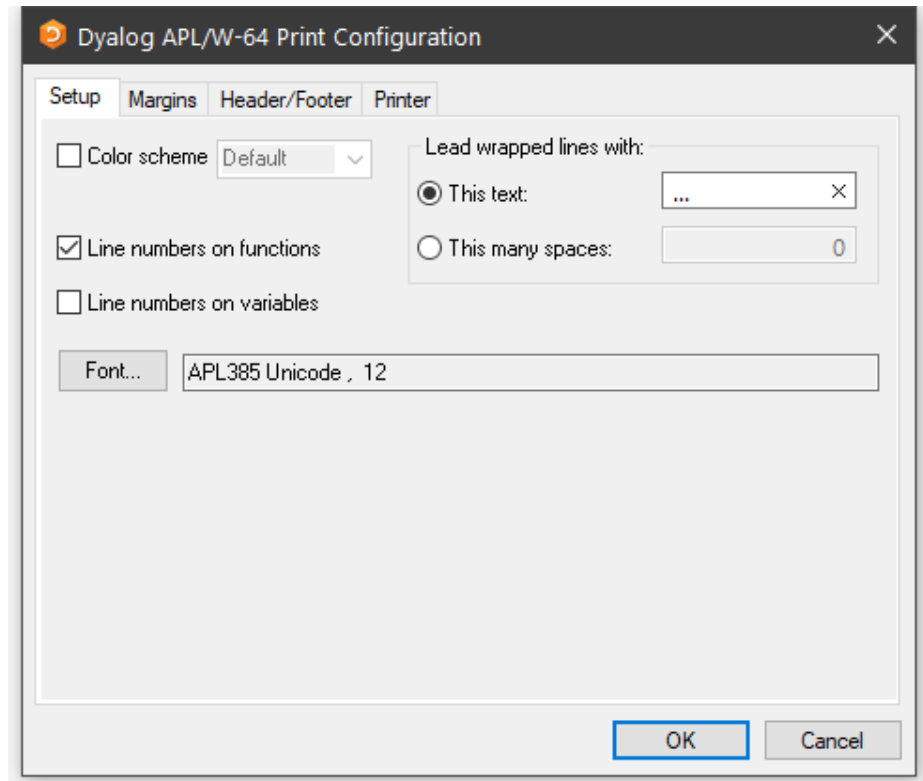 Dyalog APL/W-64 Print Configuration
Setup Margins Header/Footer Printer
Color scheme Default
Lead wrapped lines with:
This text: ...
Line numbers on functions
This many spaces: 0
Line numbers on variables
Font... APL385 Unicode , 12
OK Cancel